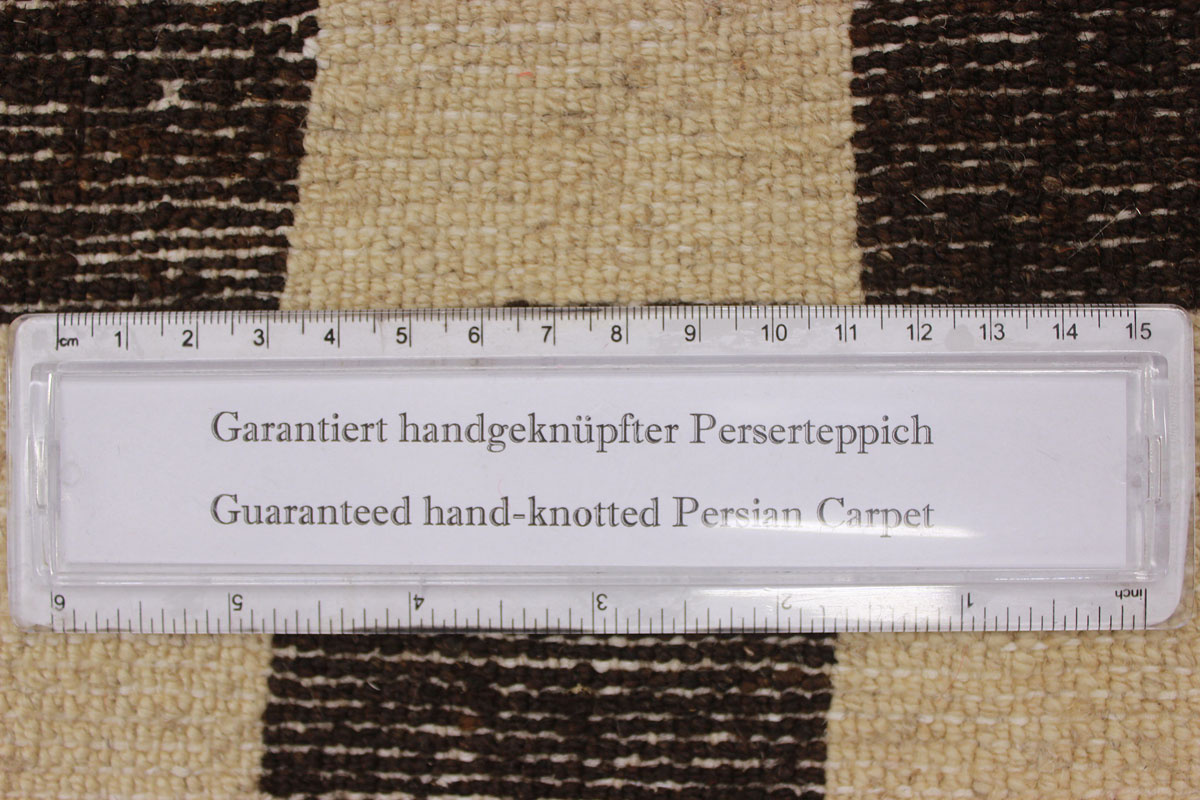 cm 1 2 3 4 5 6 7 8 9 10 11 12 13 14 15
Garantiert handgeknüpfter Perserteppich
Guaranteed hand-knotted Persian Carpet
6 5 4 3 2 1 inch